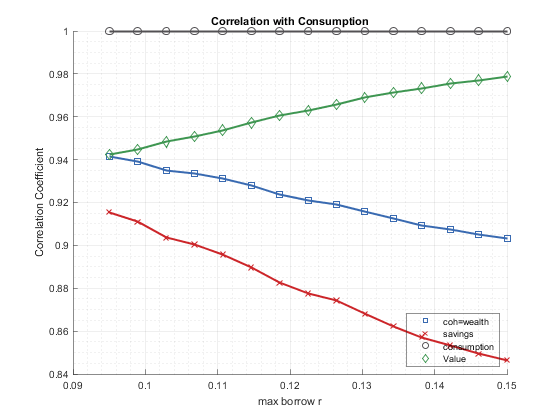 Correlation with Consumption
1
0.98
0.96
0.94
0.92
0.9
0.88
0.86
0.84
Correlation Coefficient
coh=wealth
savings
consumption
Value
0.09
0.1
0.11
0.12
0.13
0.14
0.15
max borrow r